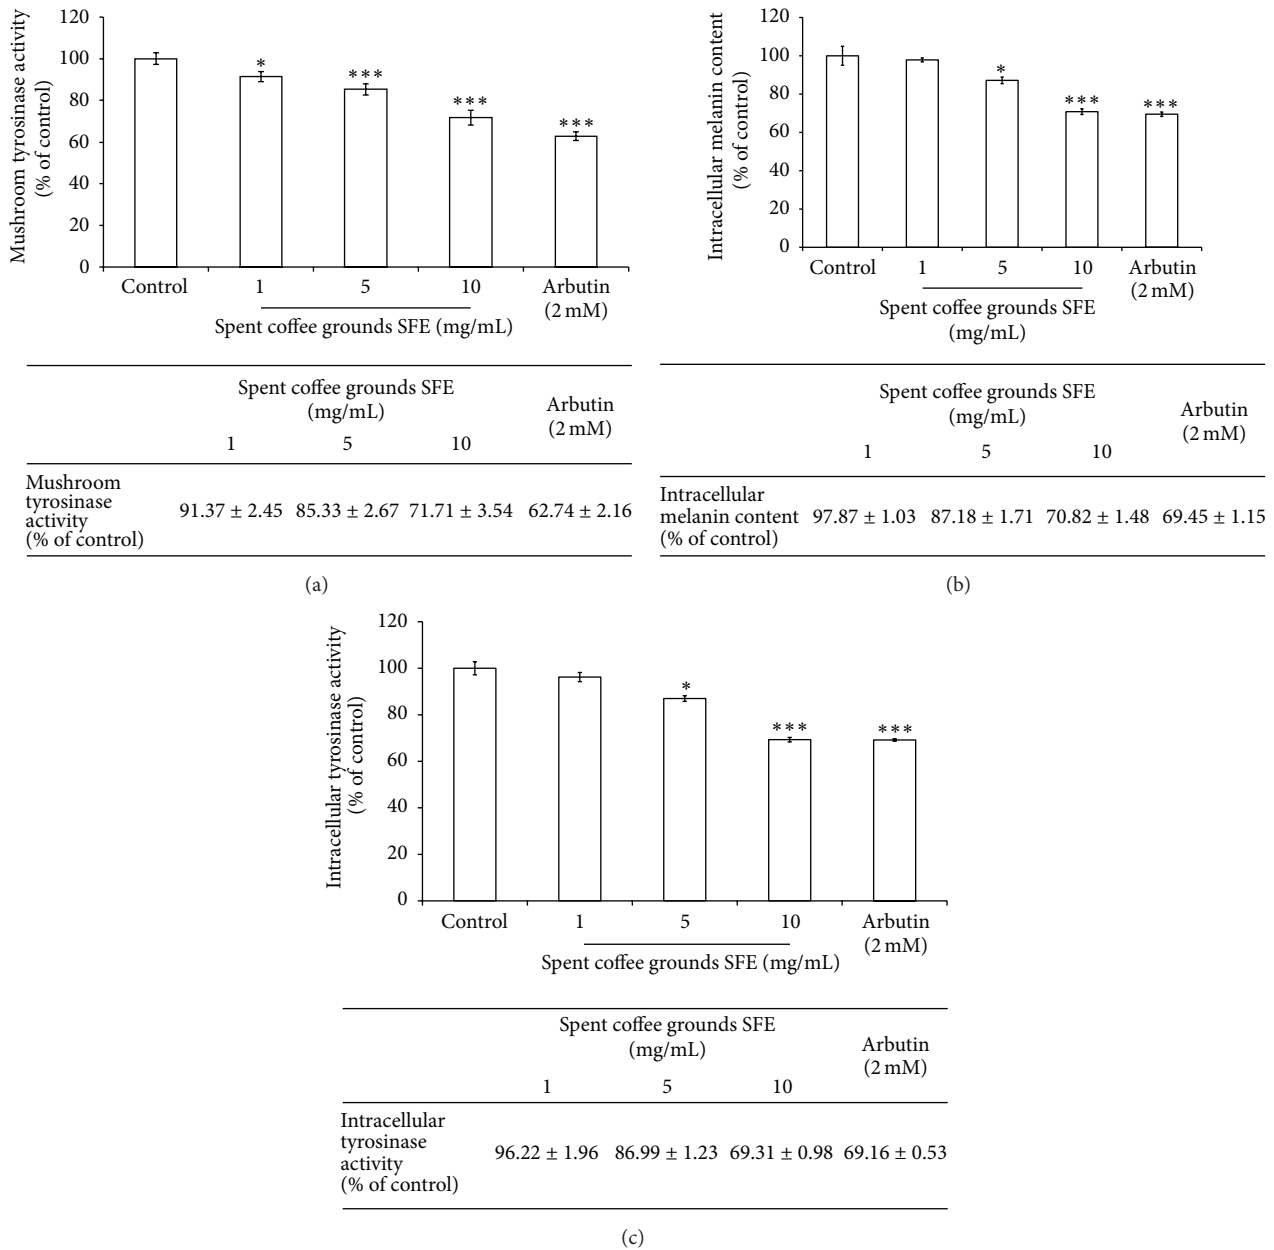 Mushroom tyrosinase activity
(% of control)
120
100
80
60
40
20
0
*
***
***
***
Control
1
5
10
Arbutin
(2 mM)
Spent coffee grounds SFE (mg/mL)
Spent coffee grounds SFE
(mg/mL)
Arbutin
(2 mM)
1
5
10
Mushroom
tyrosinase
activity
(% of control)
91.37 ± 2.45 85.33 ± 2.67 71.71 ± 3.54 62.74 ± 2.16
(a)
Intracellular melanin content
(% of control)
120
100
80
60
40
20
0
*
***
***
Control
1
5
10
Arbutin
(2 mM)
Spent coffee grounds SFE
(mg/mL)
Spent coffee grounds SFE
(mg/mL)
Arbutin
(2 mM)
1
5
10
Intracellular
melanin content
(% of control)
97.87 ± 1.03 87.18 ± 1.71 70.82 ± 1.48 69.45 ± 1.15
(b)
Intracellular tyrosinase activity
(% of control)
120
100
80
60
40
20
0
*
***
***
Control
1
5
10
Arbutin
(2 mM)
Spent coffee grounds SFE (mg/mL)
Spent coffee grounds SFE
(mg/mL)
Arbutin
(2 mM)
1
5
10
Intracellular
tyrosinase
activity
(% of control)
96.22 ± 1.96 86.99 ± 1.23 69.31 ± 0.98 69.16 ± 0.53
(c)